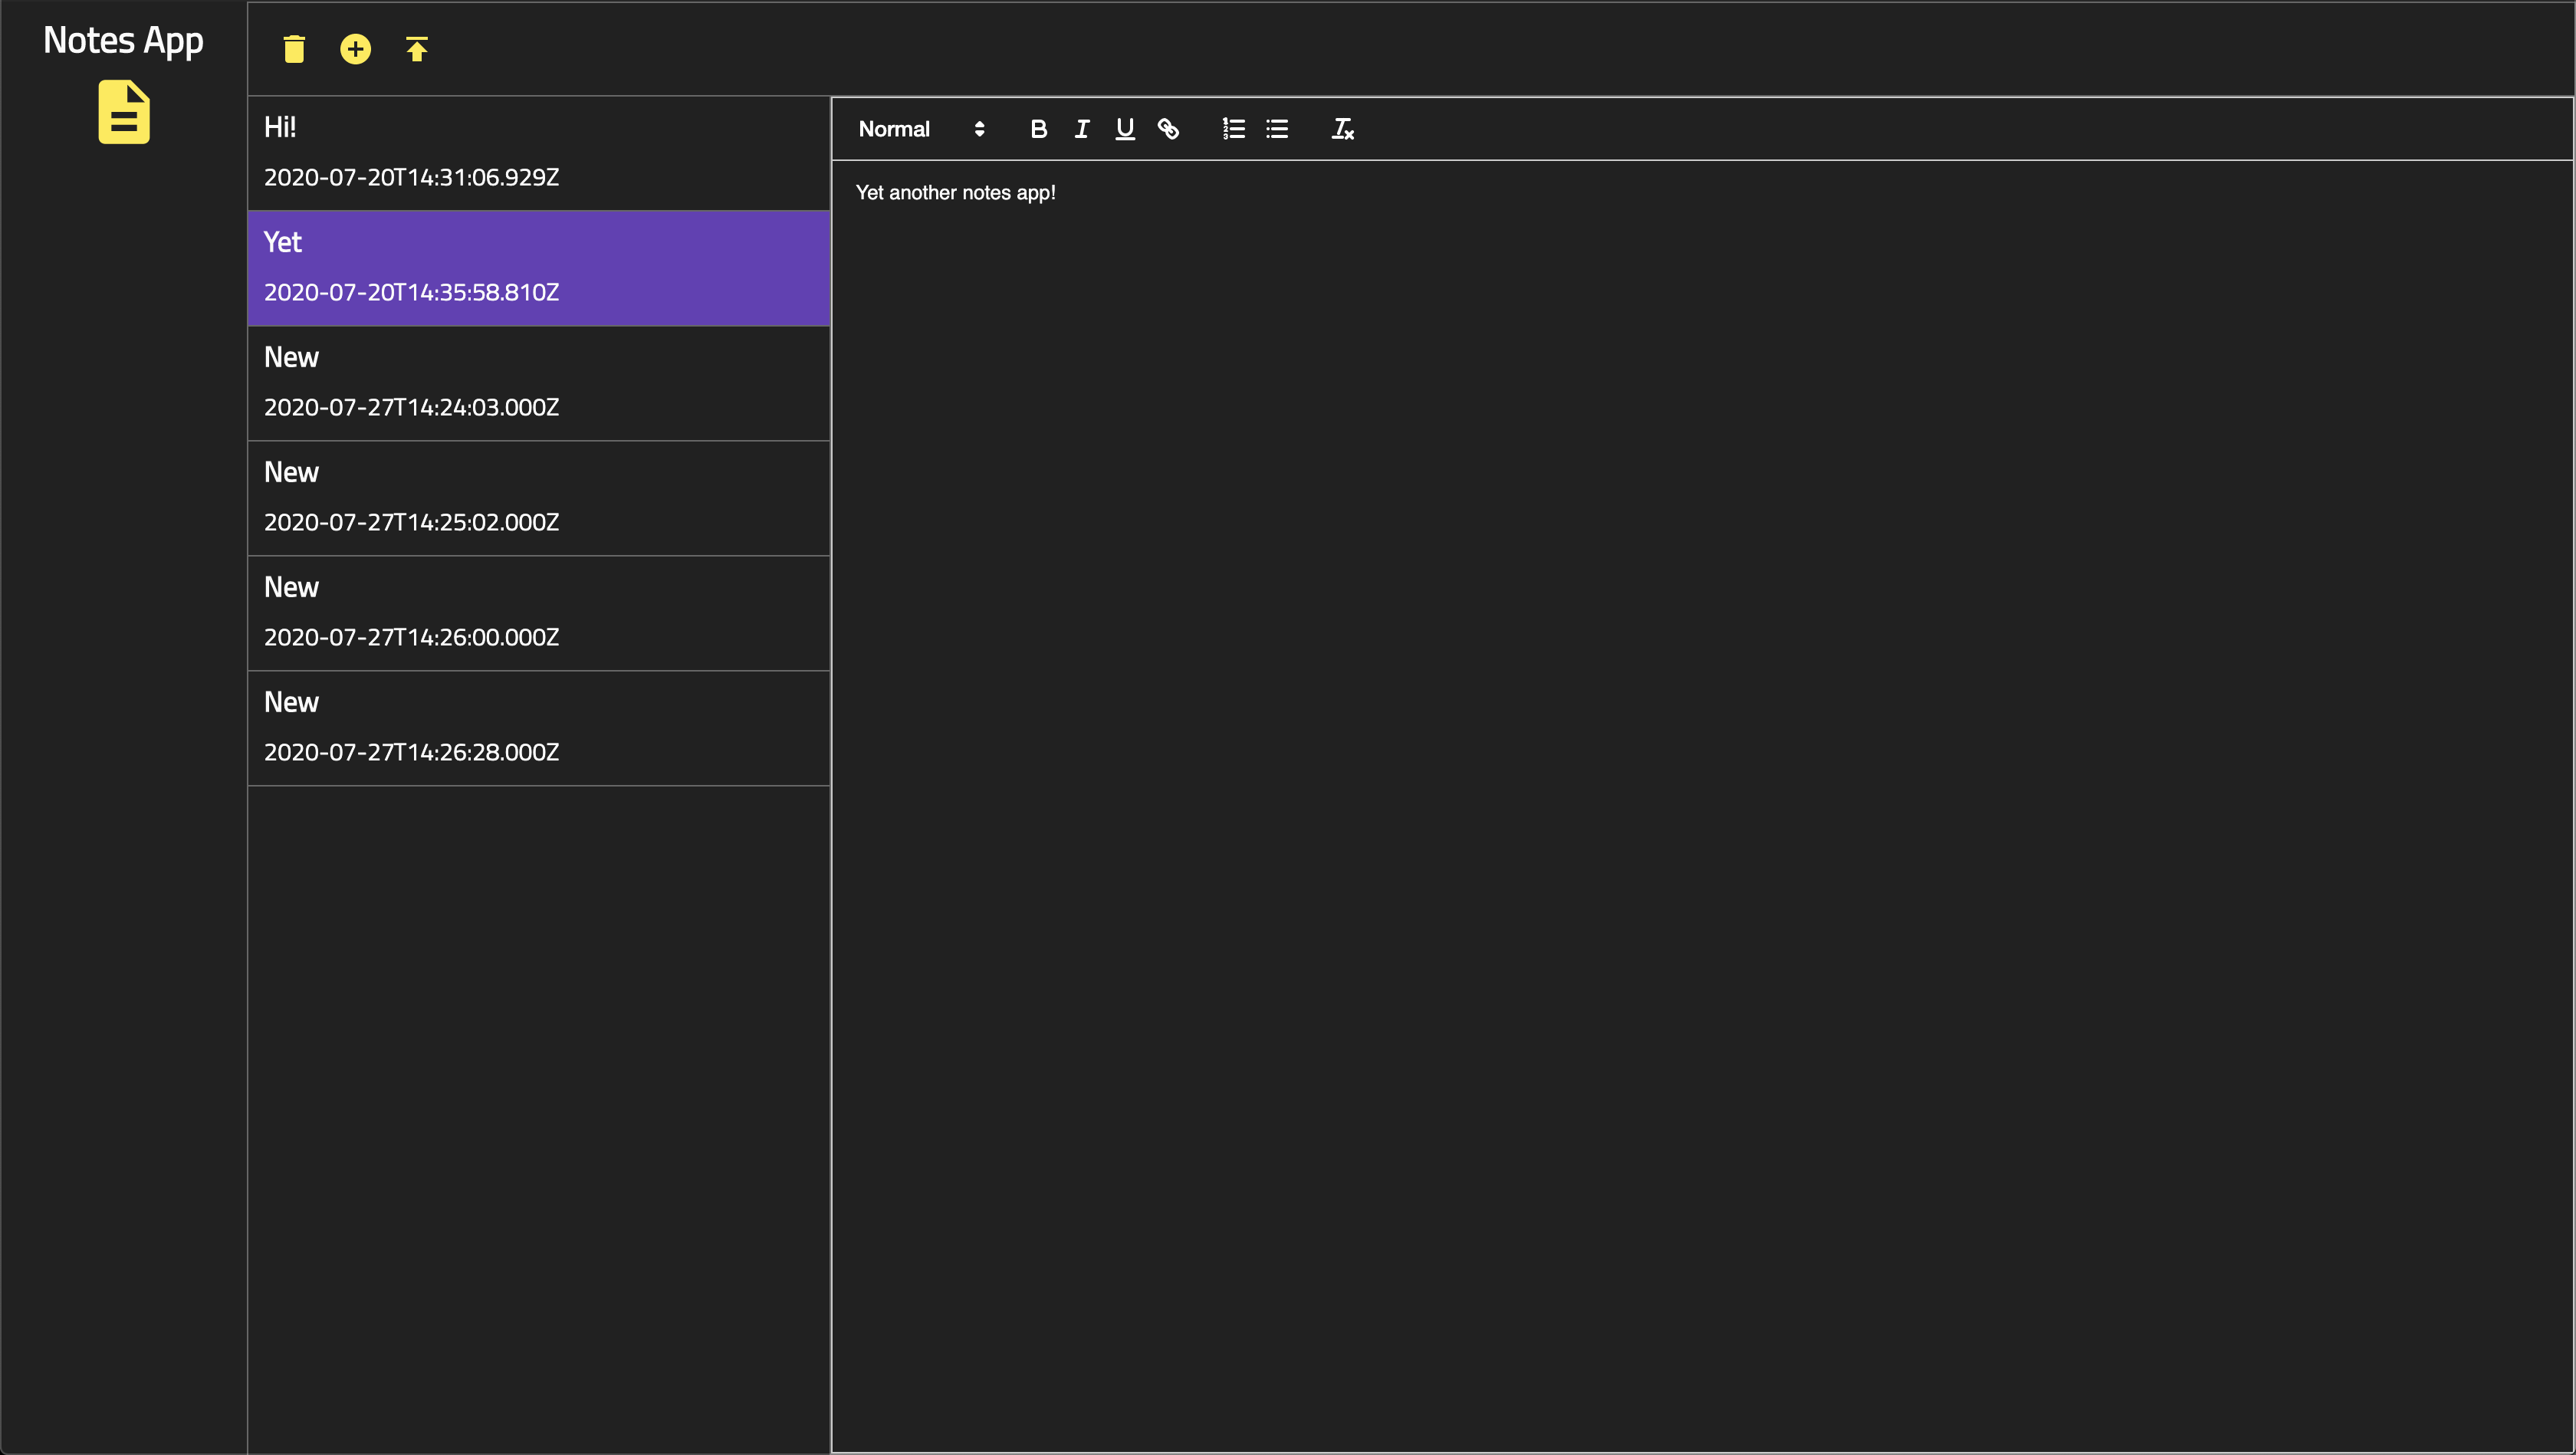 Notes App
Hi!
2020-07-20T14:31:06.929Z
Yet
2020-07-20T14:35:58.810Z
New
2020-07-27T14:24:03.000Z
New
2020-07-27T14:25:02.000Z
New
2020-07-27T14:26:00.000Z
New
2020-07-27T14:26:28.000Z
Normal
Yet another notes app!